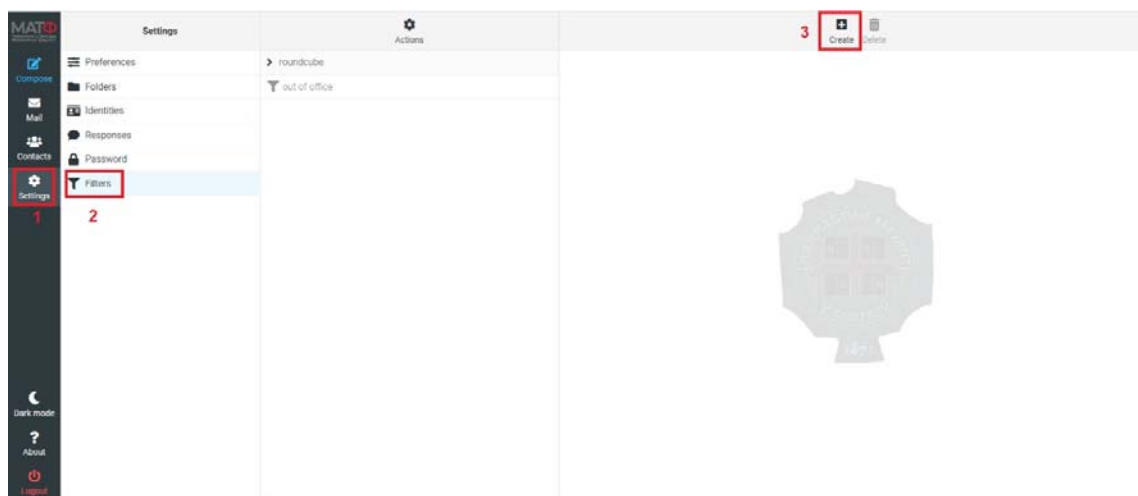 MATФ
Compose
Mail
Contacts
Settings
1
Dark mode
?
About
Logout
Settings
Preferences
Folders
Identities
Responses
Password
Filters
2
Actions
roundcube
out of office
3
Create
Delete